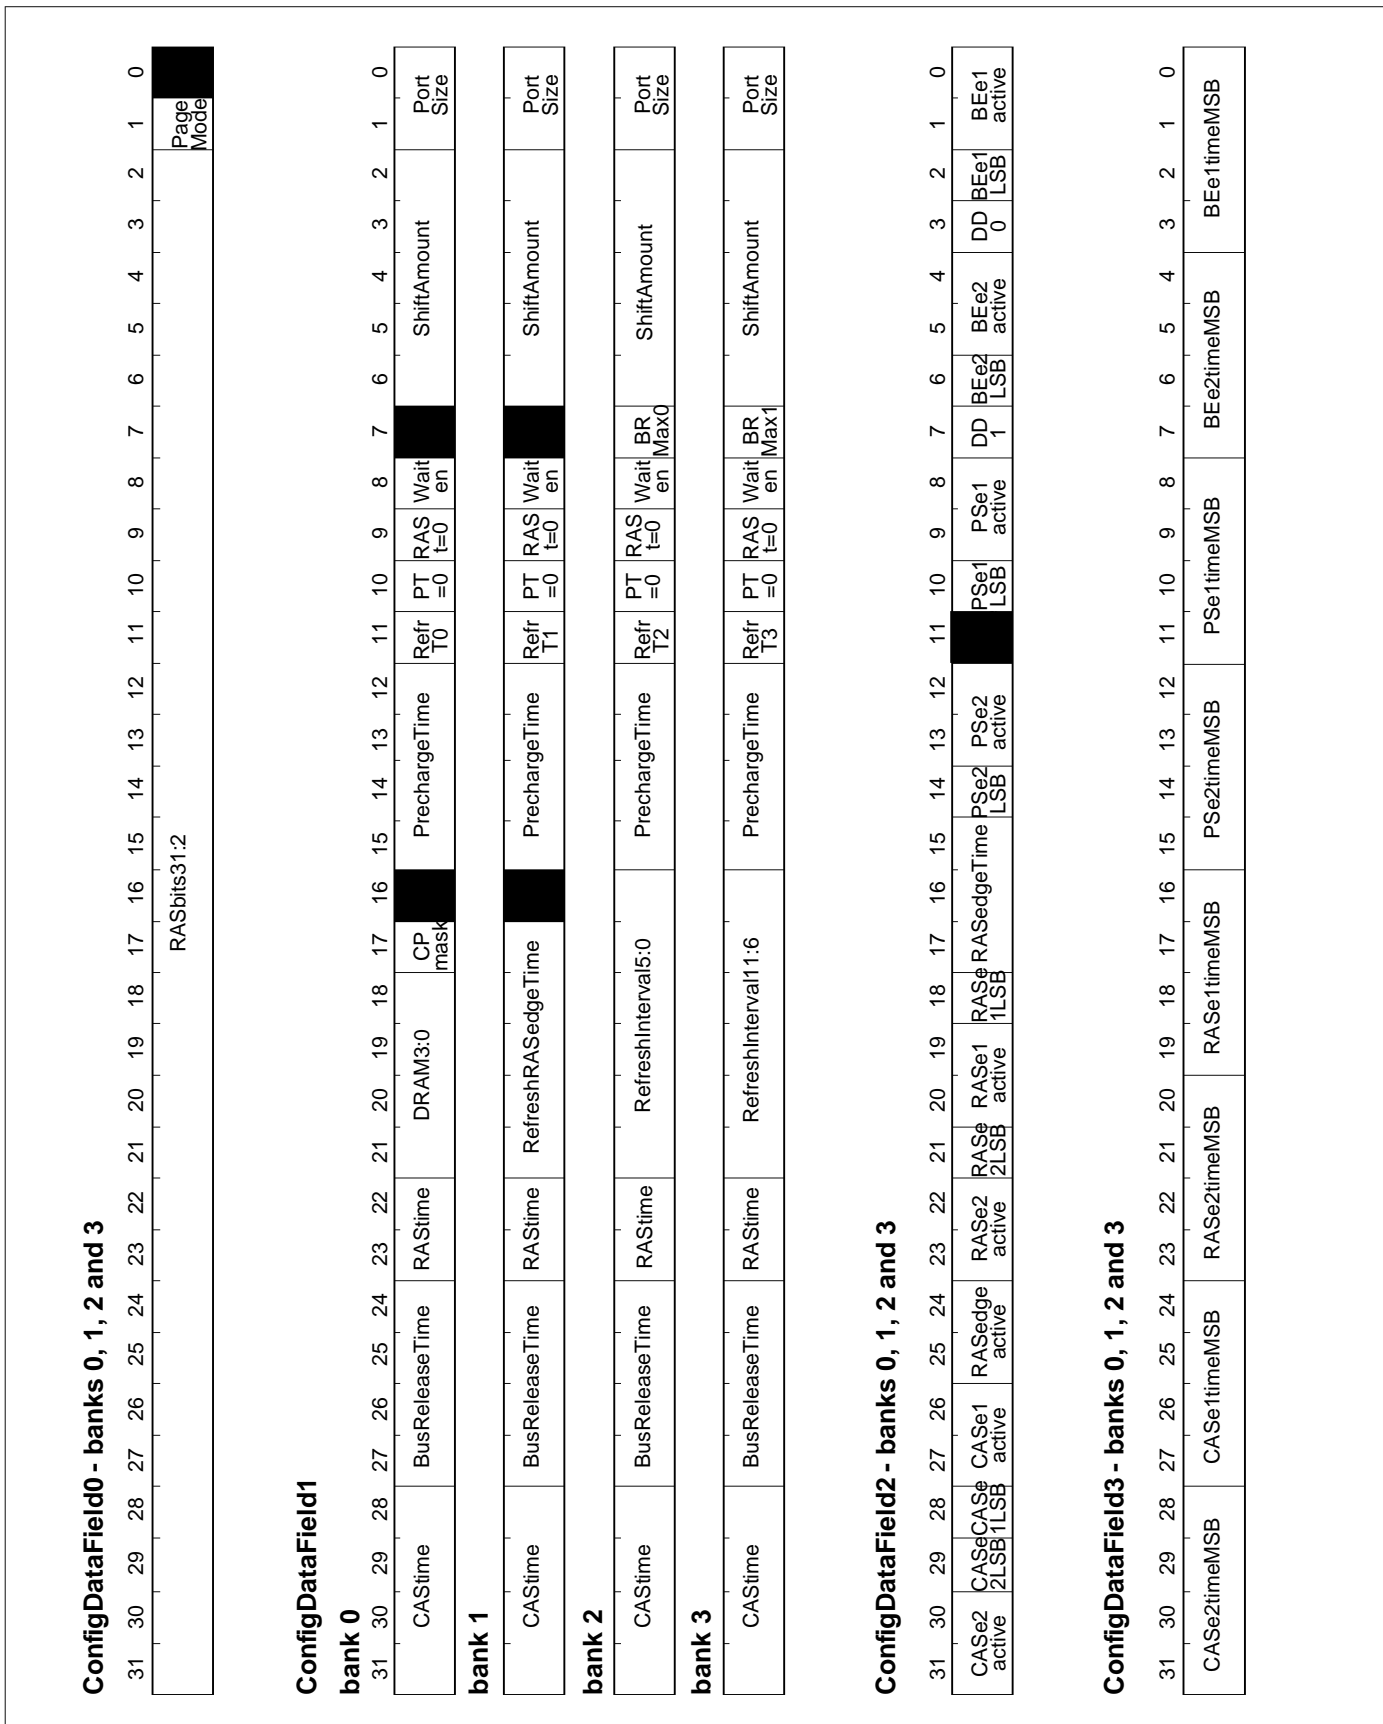 ConfigDataField0 - banks 0, 1, 2 and 3
31 30 29 28 27 26 25 24 23 22 21 20 19 18 17 16 15 14 13 12 11 10 9 8 7 6 5 4 3 2 1 0
RASbits31:2
Page
Mode
ConfigDataField1
bank 0
31 30 29 28 27 26 25 24 23 22 21 20 19 18 17 16 15 14 13 12 11 10 9 8 7 6 5 4 3 2 1 0
CAStime BusReleaseTime RAStime DRAM3:0 CP PrechargeTime Refr PT RAS Wait ShiftAmount Port
mask T0 =0 t=0 en Size
bank 1
CAStime BusReleaseTime RAStime RefreshRASedgeTime PrechargeTime Refr PT RAS Wait ShiftAmount Port
T1 =0 t=0 en Size
bank 2
CAStime BusReleaseTime RAStime RefreshInterval5:0 PrechargeTime Refr PT RAS Wait BR ShiftAmount Port
T2 =0 t=0 en Max0 Size
bank 3
CAStime BusReleaseTime RAStime RefreshInterval11:6 PrechargeTime Refr PT RAS Wait BR ShiftAmount Port
T3 =0 t=0 en Max1 Size
ConfigDataField2 - banks 0, 1, 2 and 3
31 30 29 28 27 26 25 24 23 22 21 20 19 18 17 16 15 14 13 12 11 10 9 8 7 6 5 4 3 2 1 0
CASe2 CASe CASe CASe1 RASedge RASe2 RASe RASe1 RASe RASedgeTime PSe2 PSe2 PSe1 PSe1 DD BEe2 BEe2 DD BEe1 BEe1
active 2LSB 1LSB active active active 2LSB active 1LSB LSB active LSB active 1 LSB active 0 LSB active
ConfigDataField3 - banks 0, 1, 2 and 3
31 30 29 28 27 26 25 24 23 22 21 20 19 18 17 16 15 14 13 12 11 10 9 8 7 6 5 4 3 2 1 0
CASe2timeMSB CASe1timeMSB RASe2timeMSB RASe1timeMSB PSe2timeMSB PSe1timeMSB BEe2timeMSB BEe1timeMSB